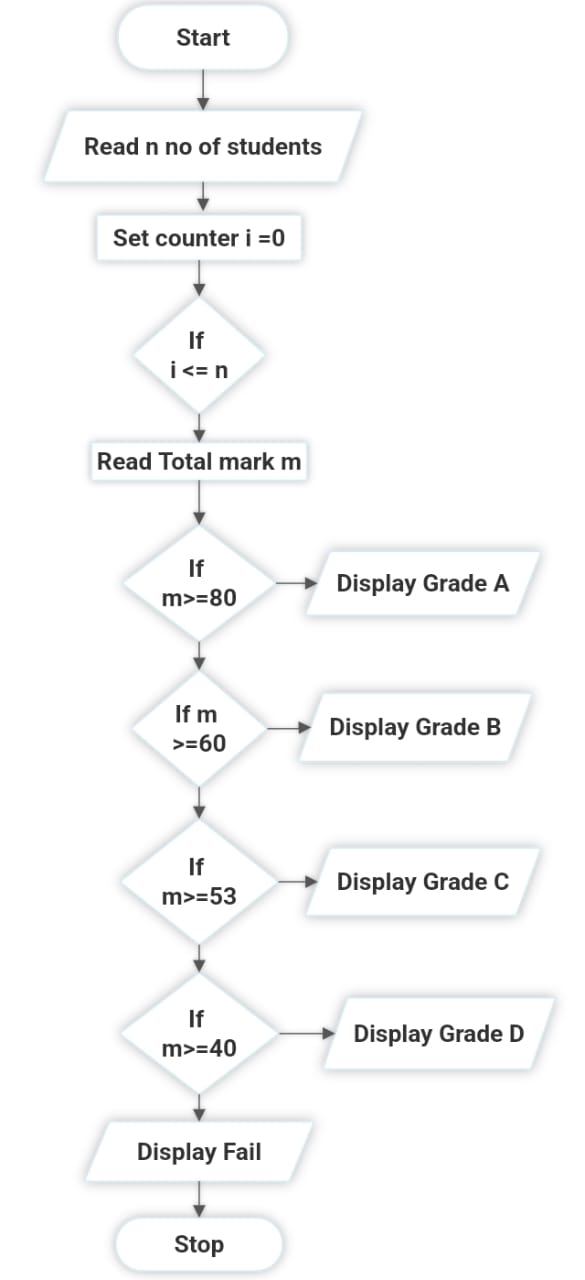 Start
Read n no of students
Set counter i =0
If
i <= n
Read Total mark m
If
m>=80
Display Grade A
If m
>=60
Display Grade B
If
m>=53
Display Grade C
If
m>=40
Display Grade D
Display Fail
Stop